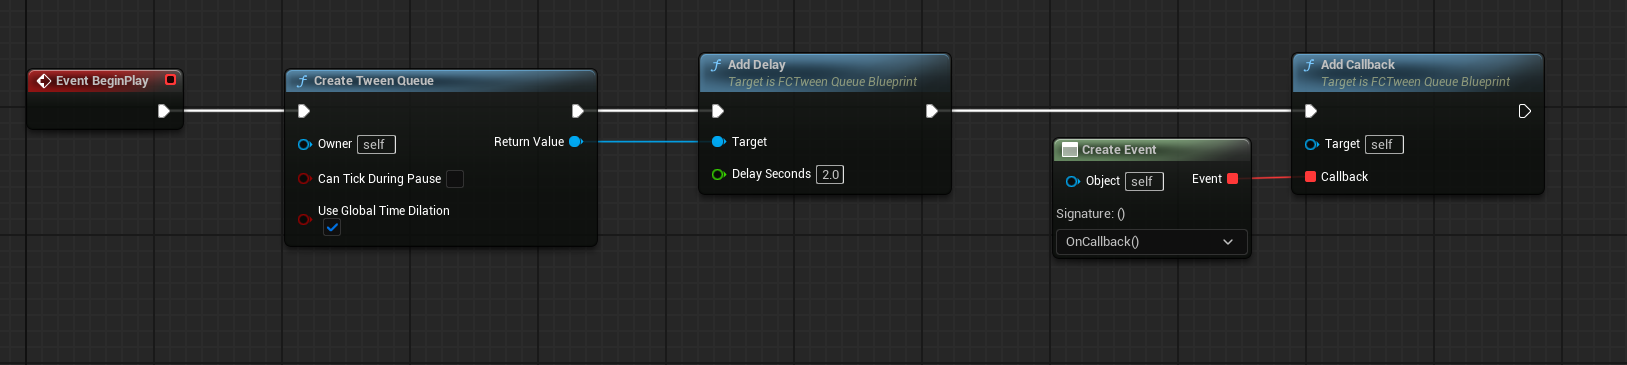 Event BeginPlay
Create Tween Queue
Owner self
Return Value
Can Tick During Pause
Use Global Time Dilation
Add Delay
Target is FCTween Queue Blueprint
Target
Delay Seconds 2.0
Create Event
Object self
Event
Signature: ()
OnCallback()
Add Callback
Target is FCTween Queue Blueprint
Target self
Callback